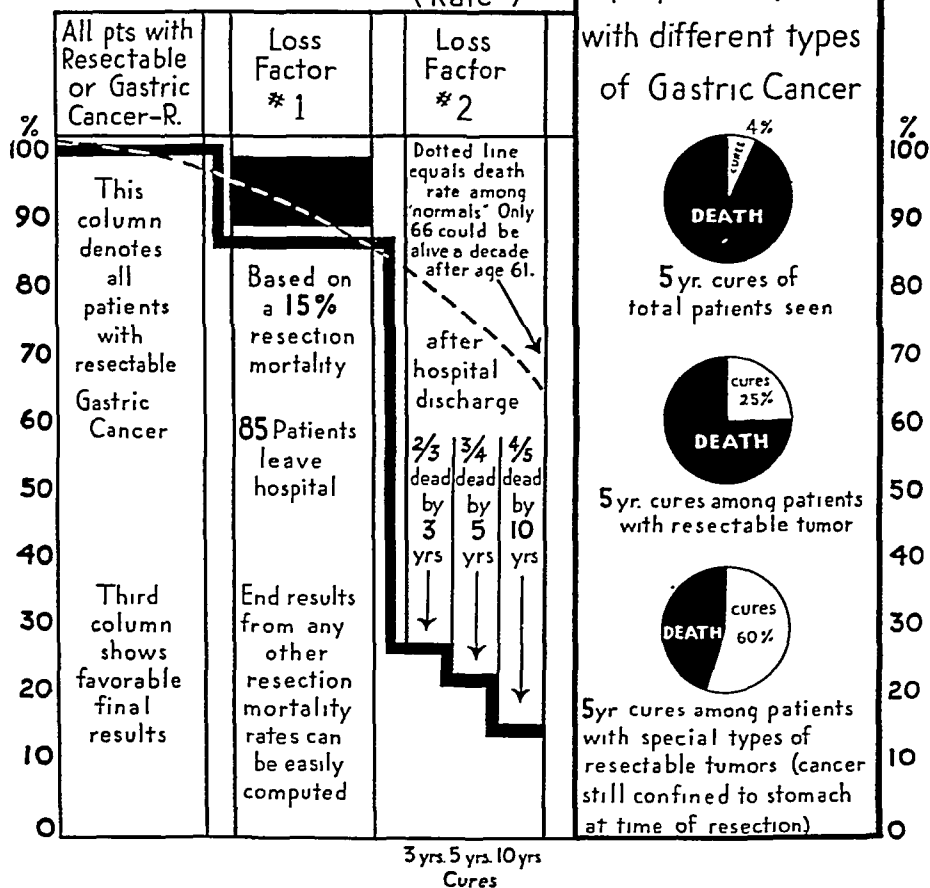 (Rate )
All pts with
Resectable
or Gastric
Cancer-R.
Loss
Factor
#1
Loss
Factor
#2
%
100
90
80
70
60
50
40
30
20
10
0
This
column
denotes
all
patients
with
resectable
Gastric
Cancer
Third
column
shows
favorable
final
results
Based on
a 15%
resection
mortality
85 Patients
leave
hospital
End results
from any
other
resection
mortality
rates can
be easily
computed
Dotted line
equals death
rate among
"normals" Only
66 could be
alive a decade
after age 61.
after
hospital
discharge
2/3
dead
by
3
yrs
3/4
dead
by
5
yrs
4/5
dead
by
10
yrs
3 yrs. 5 yrs. 10 yrs
Cures
with different types
of Gastric Cancer
4%
CURES
DEATH
5 yr. cures of
total patients seen
cures
25%
DEATH
5 yr. cures among patients
with resectable tumor
cures
60%
DEATH
5yr cures among patients
with special types of
resectable tumors (cancer
still confined to stomach
at time of resection)
%
100
90
80
70
60
50
40
30
20
10
0